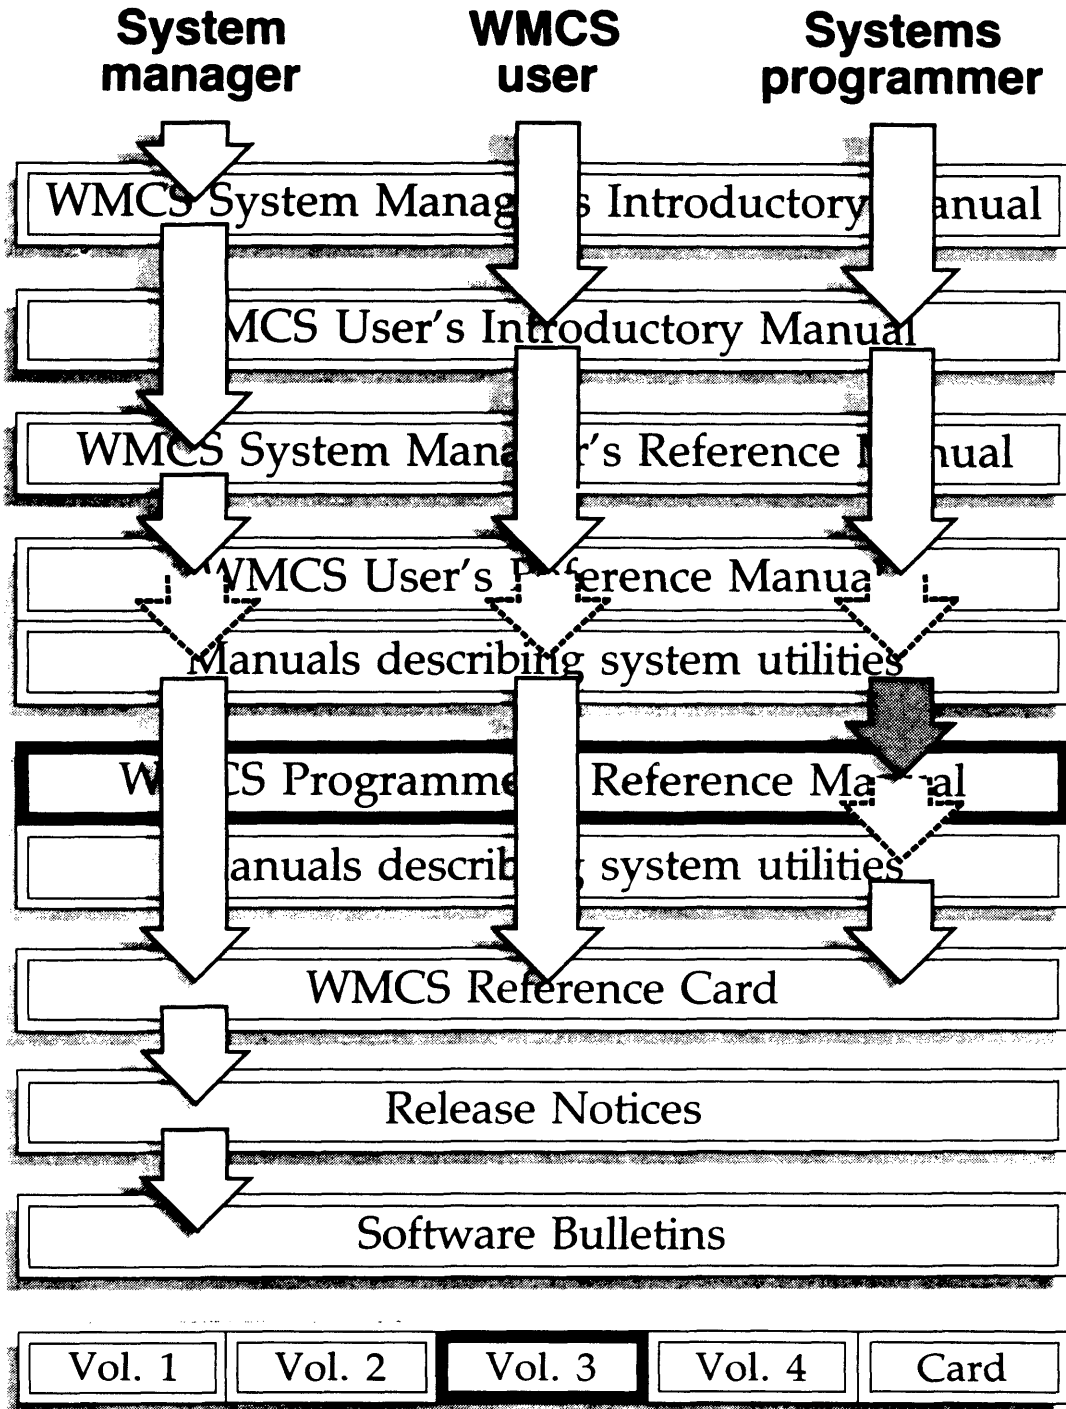 System
manager
WMCS
user
Systems
programmer
WMCS System Manager's Introductory Manual
WMCS User's Introductory Manual
WMCS System Manager's Reference Manual
WMCS User's Reference Manual
Manuals describing system utilities
WMCS Programmer's Reference Manual
Manuals describing system utilities
WMCS Reference Card
Release Notices
Software Bulletins
Vol. 1 Vol. 2 Vol. 3 Vol. 4 Card